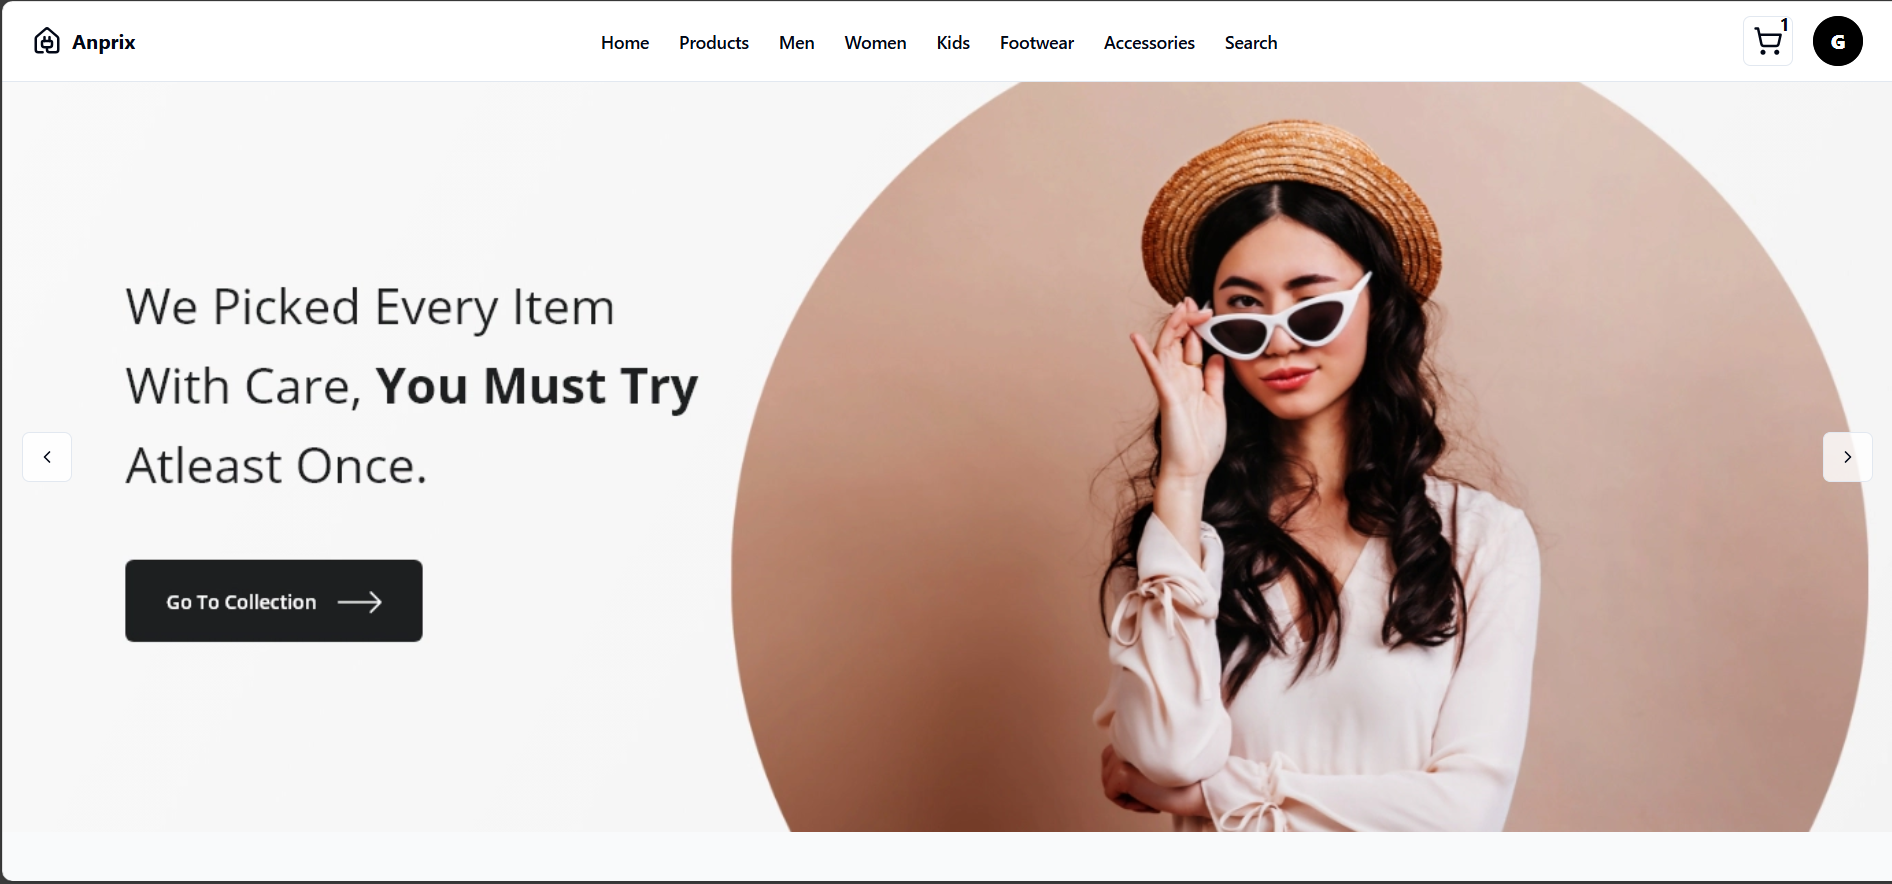 Anprix
Home Products Men Women Kids Footwear Accessories Search
1
G
We Picked Every Item
With Care, You Must Try
Atleast Once.
Go To Collection